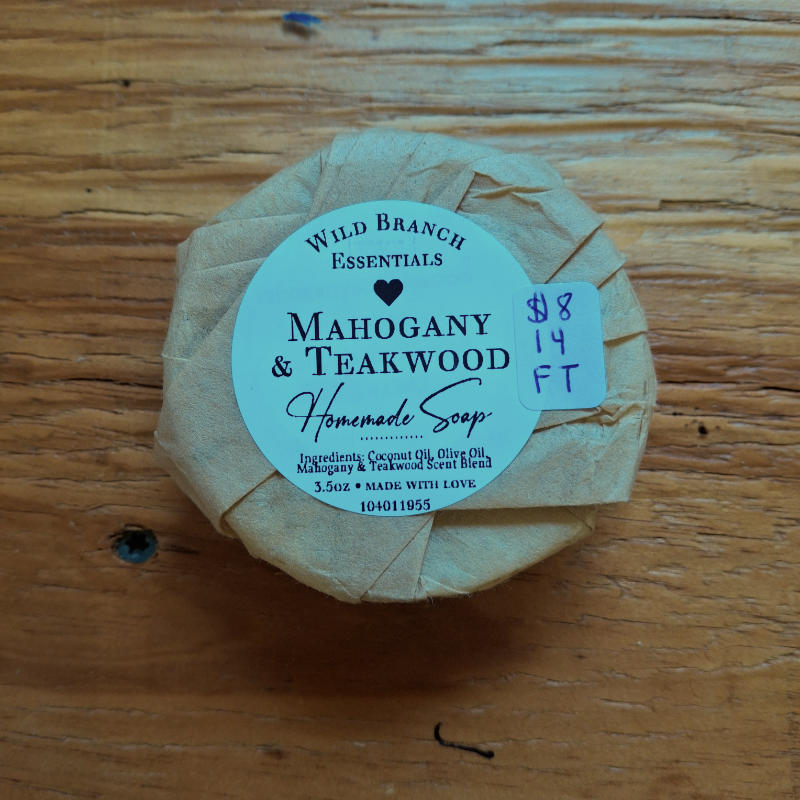 WILD BRANCH
ESSENTIALS
MAHOGANY
& TEAKWOOD
Homemade Soap
Ingredients: Coconut Oil, Olive Oil,
Mahogany & Teakwood Scent Blend
3.5OZ • MADE WITH LOVE
104011955
$8
14
FT